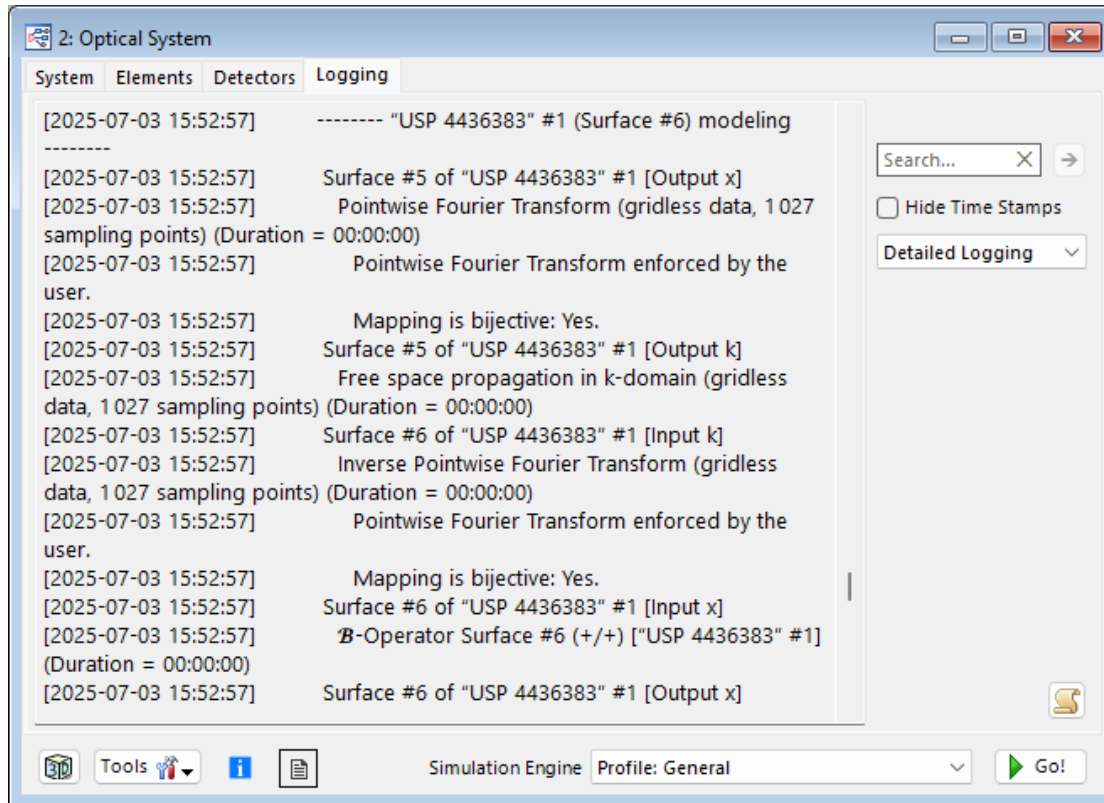 2: Optical System
System Elements Detectors Logging
[2025-07-03 15:52:57] -------- “USP 4436383” #1 (Surface #6) modeling
--------
[2025-07-03 15:52:57] Surface #5 of “USP 4436383” #1 [Output x]
[2025-07-03 15:52:57] Pointwise Fourier Transform (gridless data, 1 027
sampling points) (Duration = 00:00:00)
[2025-07-03 15:52:57] Pointwise Fourier Transform enforced by the
user.
[2025-07-03 15:52:57] Mapping is bijective: Yes.
[2025-07-03 15:52:57] Surface #5 of “USP 4436383” #1 [Output k]
[2025-07-03 15:52:57] Free space propagation in k-domain (gridless
data, 1 027 sampling points) (Duration = 00:00:00)
[2025-07-03 15:52:57] Surface #6 of “USP 4436383” #1 [Input k]
[2025-07-03 15:52:57] Inverse Pointwise Fourier Transform (gridless
data, 1 027 sampling points) (Duration = 00:00:00)
[2025-07-03 15:52:57] Pointwise Fourier Transform enforced by the
user.
[2025-07-03 15:52:57] Mapping is bijective: Yes.
[2025-07-03 15:52:57] Surface #6 of “USP 4436383” #1 [Input x]
[2025-07-03 15:52:57] 𝓑-Operator Surface #6 (+/+) [“USP 4436383” #1]
(Duration = 00:00:00)
[2025-07-03 15:52:57] Surface #6 of “USP 4436383” #1 [Output x]
Search...
Hide Time Stamps
Detailed Logging
3D Tools Simulation Engine Profile: General Go!